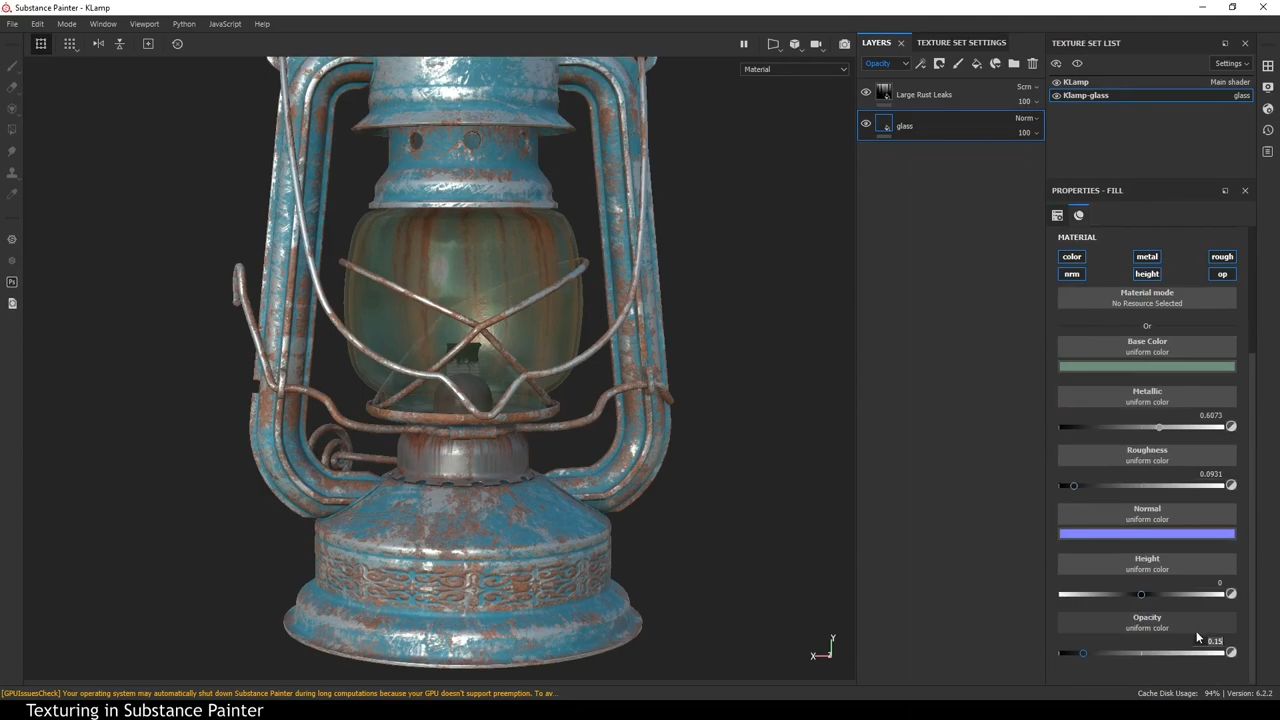 Substance Painter - KLamp
File Edit Mode Window Viewport Python JavaScript Help
LAYERS
TEXTURE SET SETTINGS
TEXTURE SET LIST
Opacity
Settings
Material
KLamp Main shader
Klamp-glass glass
Large Rust Leaks
Scrn
100
glass
Norm
100
PROPERTIES - FILL
MATERIAL
color metal rough
nrm height op
Material mode
No Resource Selected
Or
Base Color
uniform color
Metallic
uniform color
0.6073
Roughness
uniform color
0.0931
Normal
uniform color
Height
uniform color
0
Opacity
uniform color
0.15
Ps
Y
X
[GPUIssuesCheck] Your operating system may automatically shut down Substance Painter during long computations because your GPU doesn't support preemption. To av...
Cache Disk Usage: 94% | Version: 6.2.2
Texturing in Substance Painter